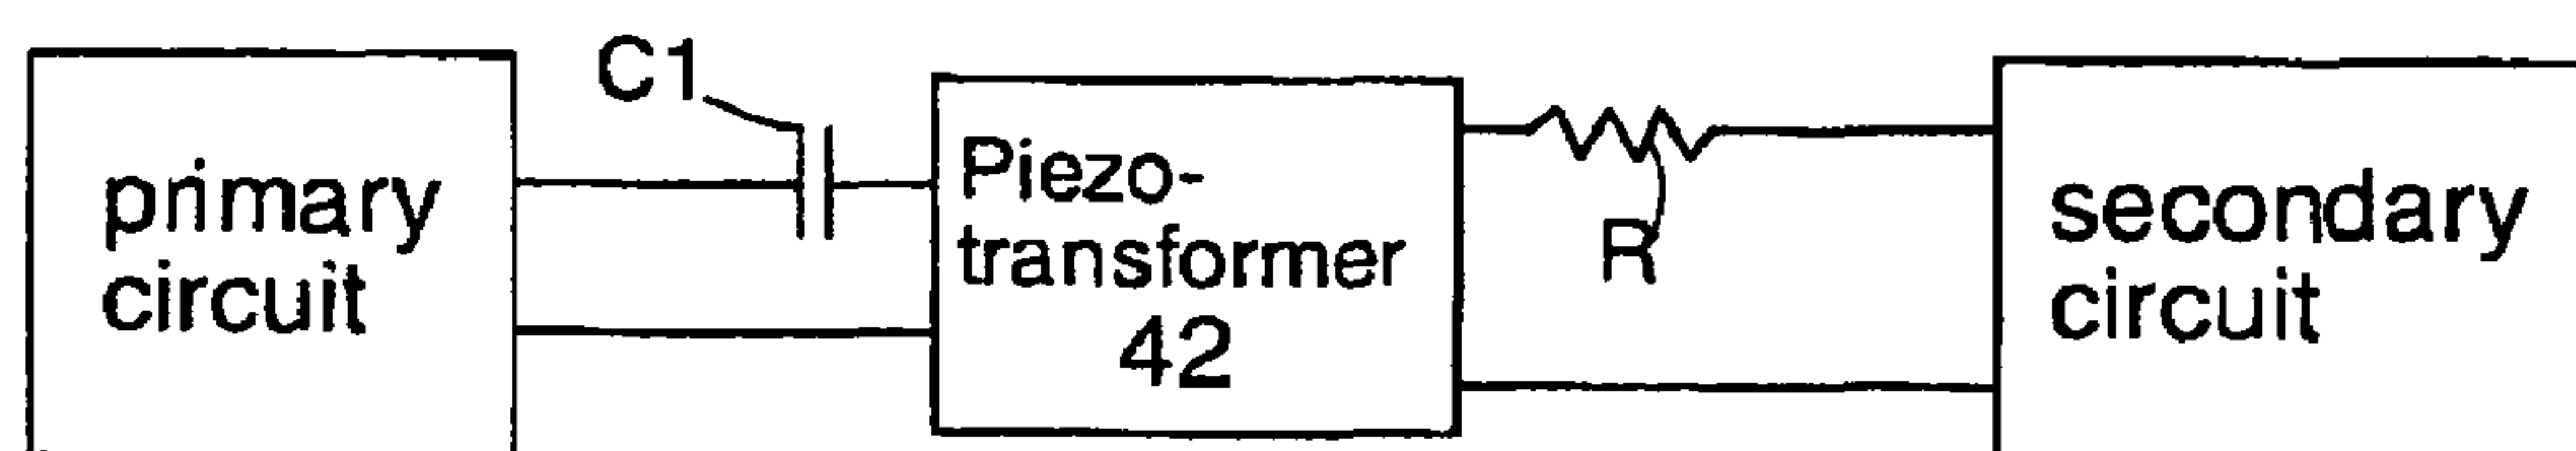 primary
circuit
C1
Piezo-
transformer
42
R
secondary
circuit